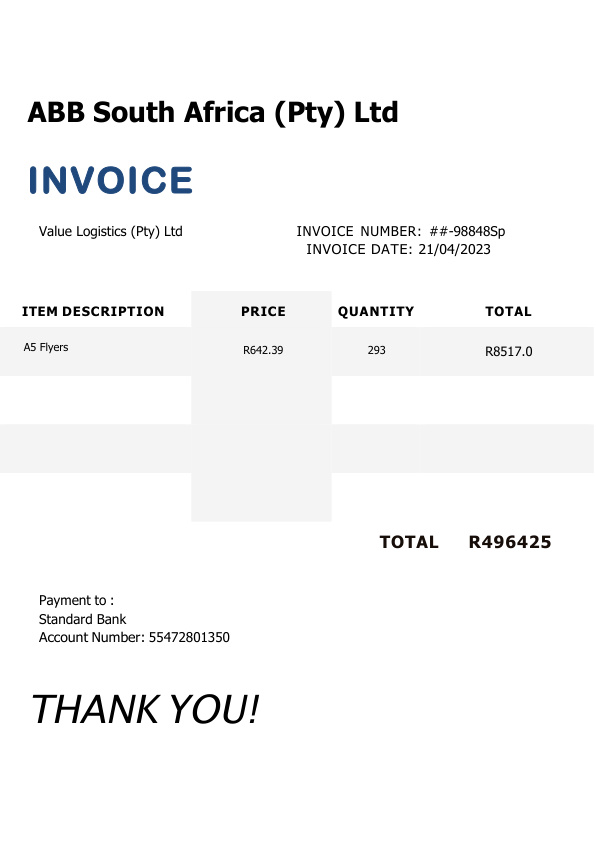 ABB South Africa (Pty) Ltd
INVOICE
Value Logistics (Pty) Ltd
INVOICE NUMBER: ##-98848Sp
INVOICE DATE: 21/04/2023
ITEM DESCRIPTION PRICE QUANTITY TOTAL
A5 Flyers R642.39 293 R8517.0
TOTAL R496425
Payment to :
Standard Bank
Account Number: 55472801350
THANK YOU!